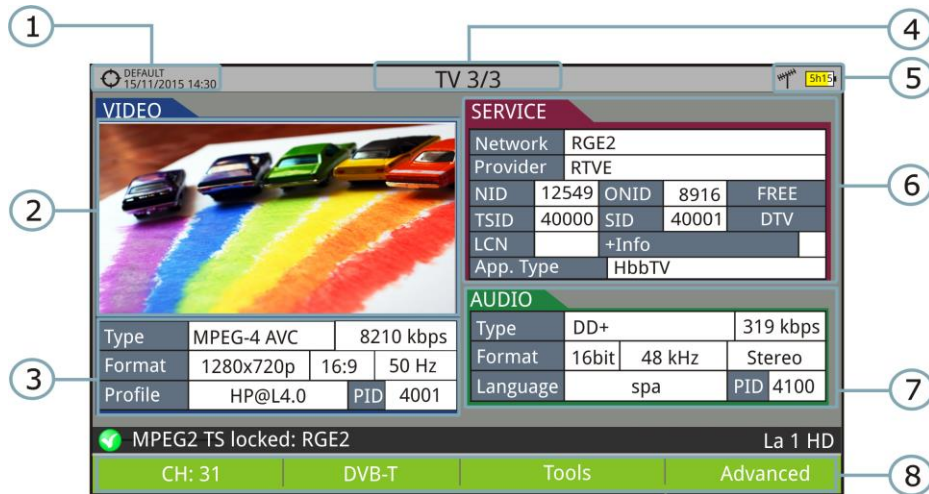 1
4
DEFAULT
15/11/2015 14:30
TV 3/3
5h15
5
VIDEO
2
Type MPEG-4 AVC 8210 kbps
Format 1280x720p 16:9 50 Hz
Profile HP@L4.0 PID 4001
3
SERVICE
Network RGE2
Provider RTVE
NID 12549 ONID 8916 FREE
TSID 40000 SID 40001 DTV
LCN +Info
App. Type HbbTV
6
AUDIO
Type DD+ 319 kbps
Format 16bit 48 kHz Stereo
Language spa PID 4100
7
MPEG2 TS locked: RGE2 La 1 HD
CH: 31 DVB-T Tools Advanced
8